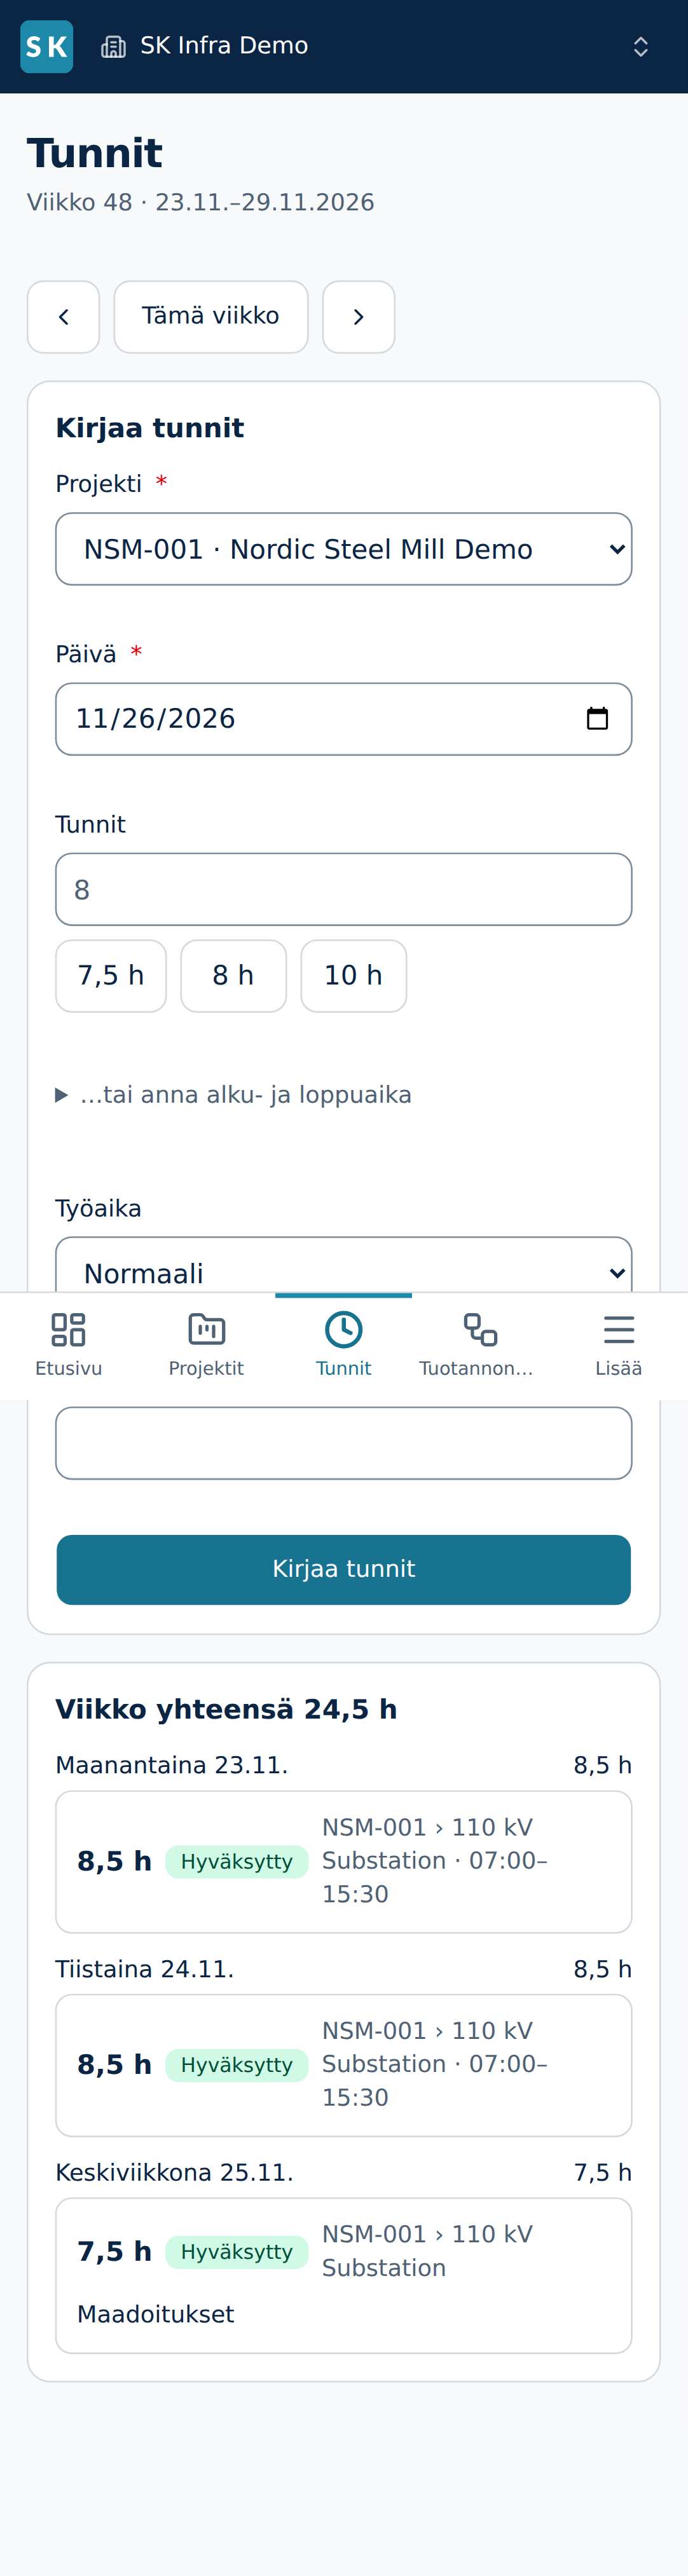 SK
SK Infra Demo
Tunnit
Viikko 48 · 23.11.–29.11.2026
Tämä viikko
Kirjaa tunnit
Projekti *
NSM-001 · Nordic Steel Mill Demo
Päivä *
11/26/2026
Tunnit
8
7,5 h
8 h
10 h
...tai anna alku- ja loppuaika
Työaika
Normaali
Etusivu
Projektit
Tunnit
Tuotannon...
Lisää
Kirjaa tunnit
Viikko yhteensä 24,5 h
Maanantaina 23.11.
8,5 h
8,5 h
Hyväksytty
NSM-001 › 110 kV
Substation · 07:00–
15:30
Tiistaina 24.11.
8,5 h
8,5 h
Hyväksytty
NSM-001 › 110 kV
Substation · 07:00–
15:30
Keskiviikkona 25.11.
7,5 h
7,5 h
Hyväksytty
NSM-001 › 110 kV
Substation
Maadoitukset